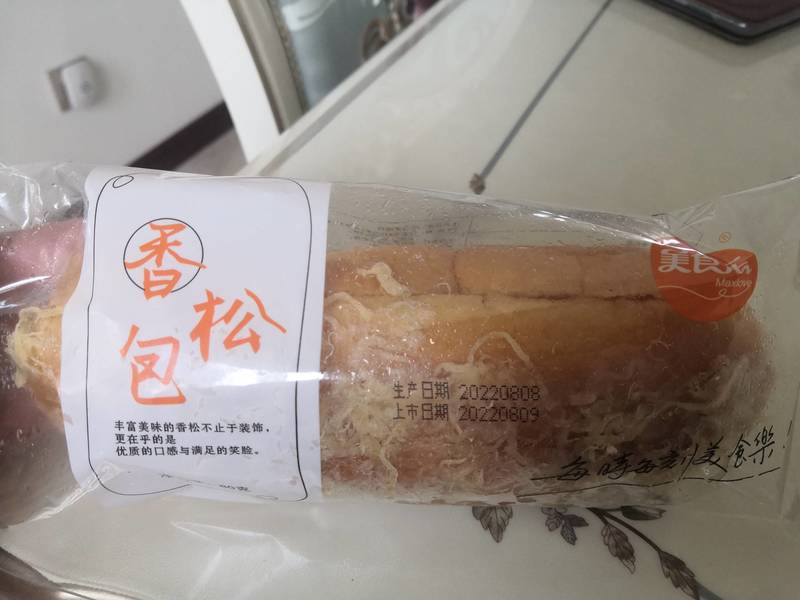 香松包
丰富美味的香松不止于装饰，
更在乎的是
优质的口感与满足的笑脸。
生产日期 20220808
上市日期 20220809
美食
®
Maxlove
每時每刻美食樂！